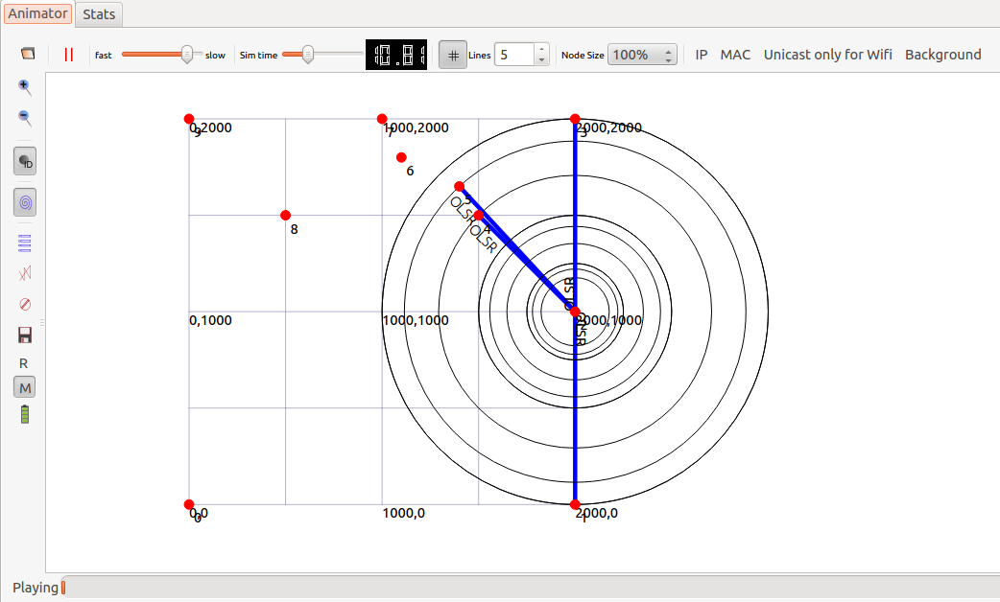 Animator Stats
fast slow Sim time 10.81 # Lines 5 Node Size 100% IP MAC Unicast only for Wifi Background
ID
0,2000 9
1000,2000 7
2000,2000 3
6
5
OLSR
8
4
OLSR
OLSR
0,1000
1000,1000
2000,1000
OLSR
R
M
0,0 0
1000,0
2000,0 1
Playing